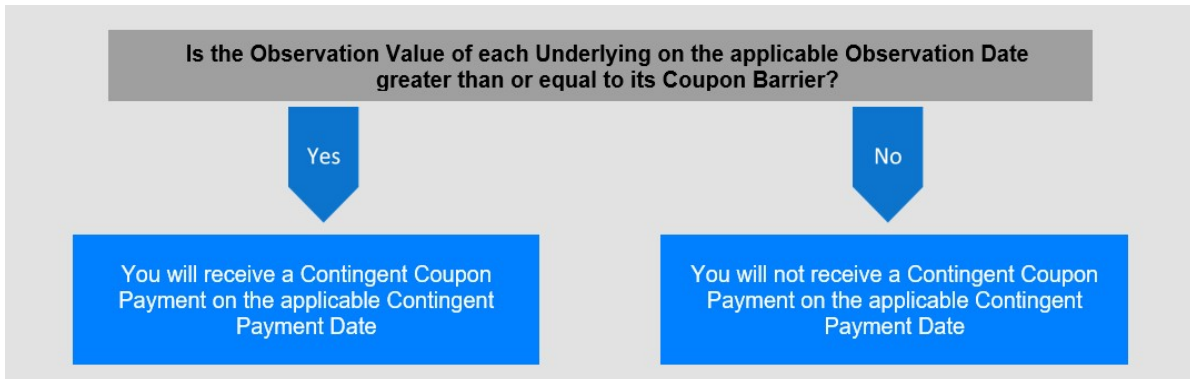 Is the Observation Value of each Underlying on the applicable Observation Date
greater than or equal to its Coupon Barrier?
Yes
No
You will receive a Contingent Coupon
Payment on the applicable Contingent
Payment Date
You will not receive a Contingent Coupon
Payment on the applicable Contingent
Payment Date